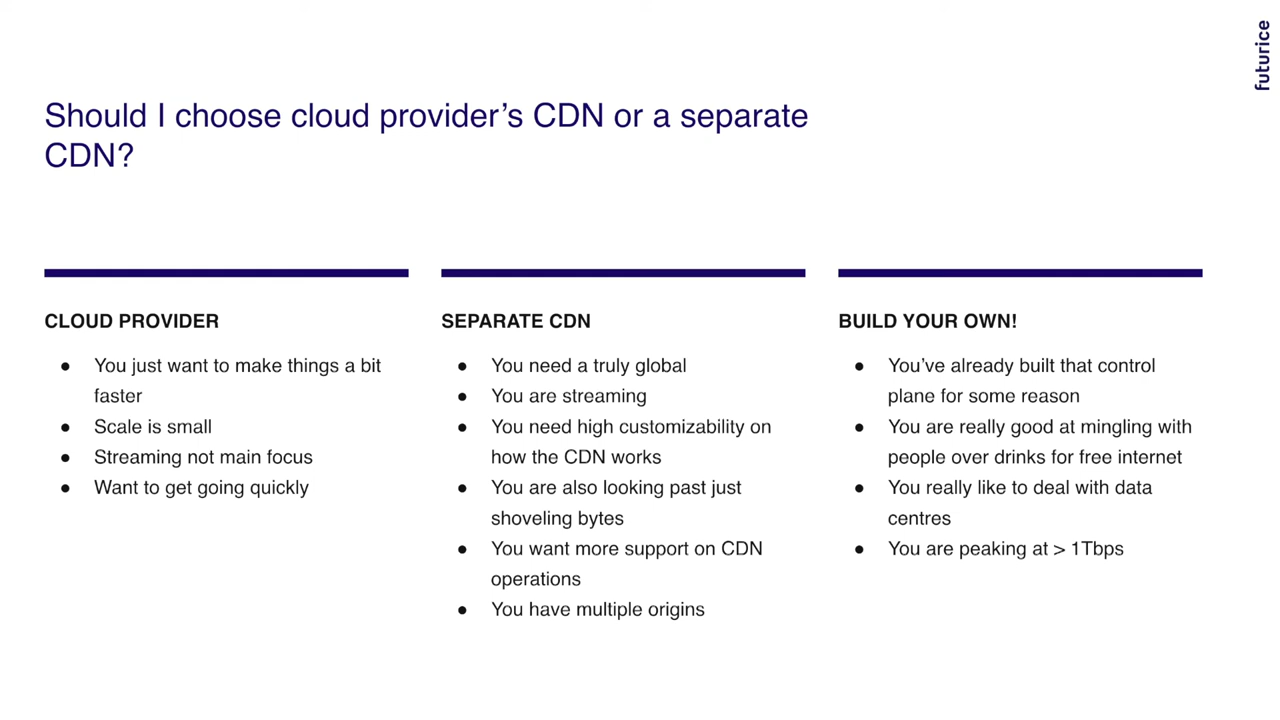 futurice
Should I choose cloud provider’s CDN or a separate
CDN?
CLOUD PROVIDER
● You just want to make things a bit
faster
● Scale is small
● Streaming not main focus
● Want to get going quickly
SEPARATE CDN
● You need a truly global
● You are streaming
● You need high customizability on
how the CDN works
● You are also looking past just
shoveling bytes
● You want more support on CDN
operations
● You have multiple origins
BUILD YOUR OWN!
● You’ve already built that control
plane for some reason
● You are really good at mingling with
people over drinks for free internet
● You really like to deal with data
centres
● You are peaking at > 1Tbps